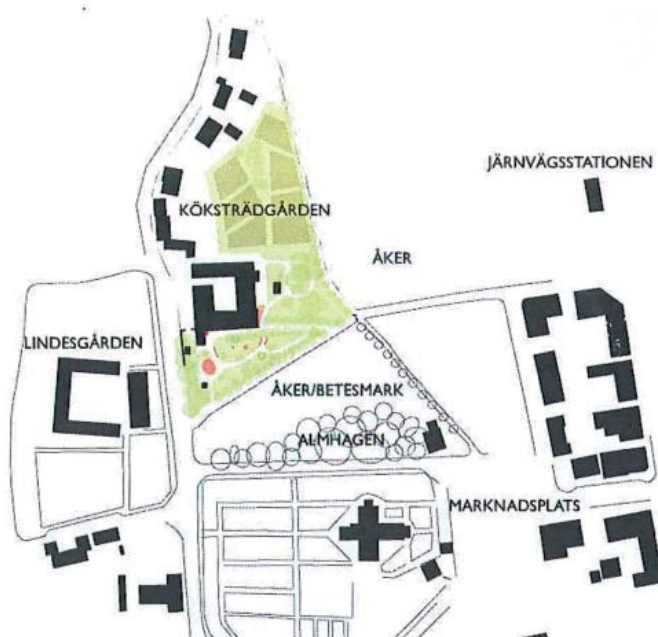 JÄRNVÄGSSTATIONEN
KÖKSTRÄDGÅRDEN
ÅKER
LINDESGÅRDEN
ÅKER/BETESMARK
ALMHAGEN
MARKNADSPLATS